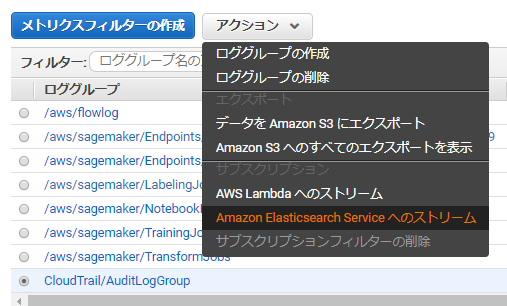 メトリクスフィルターの作成
アクション
フィルター:
ロググループ名の
ロググループの作成
ロググループの削除
エクスポート
データを Amazon S3 にエクスポート
Amazon S3 へのすべてのエクスポートを表示
サブスクリプション
AWS Lambda へのストリーム
Amazon Elasticsearch Service へのストリーム
サブスクリプションフィルターの削除
ロググループ
/aws/flowlog
/aws/sagemaker/Endpoints/
9
/aws/sagemaker/Endpoints/
/aws/sagemaker/LabelingJo
/aws/sagemaker/Notebook
/aws/sagemaker/TrainingJo
/aws/sagemaker/TransformJobs
CloudTrail/AuditLogGroup